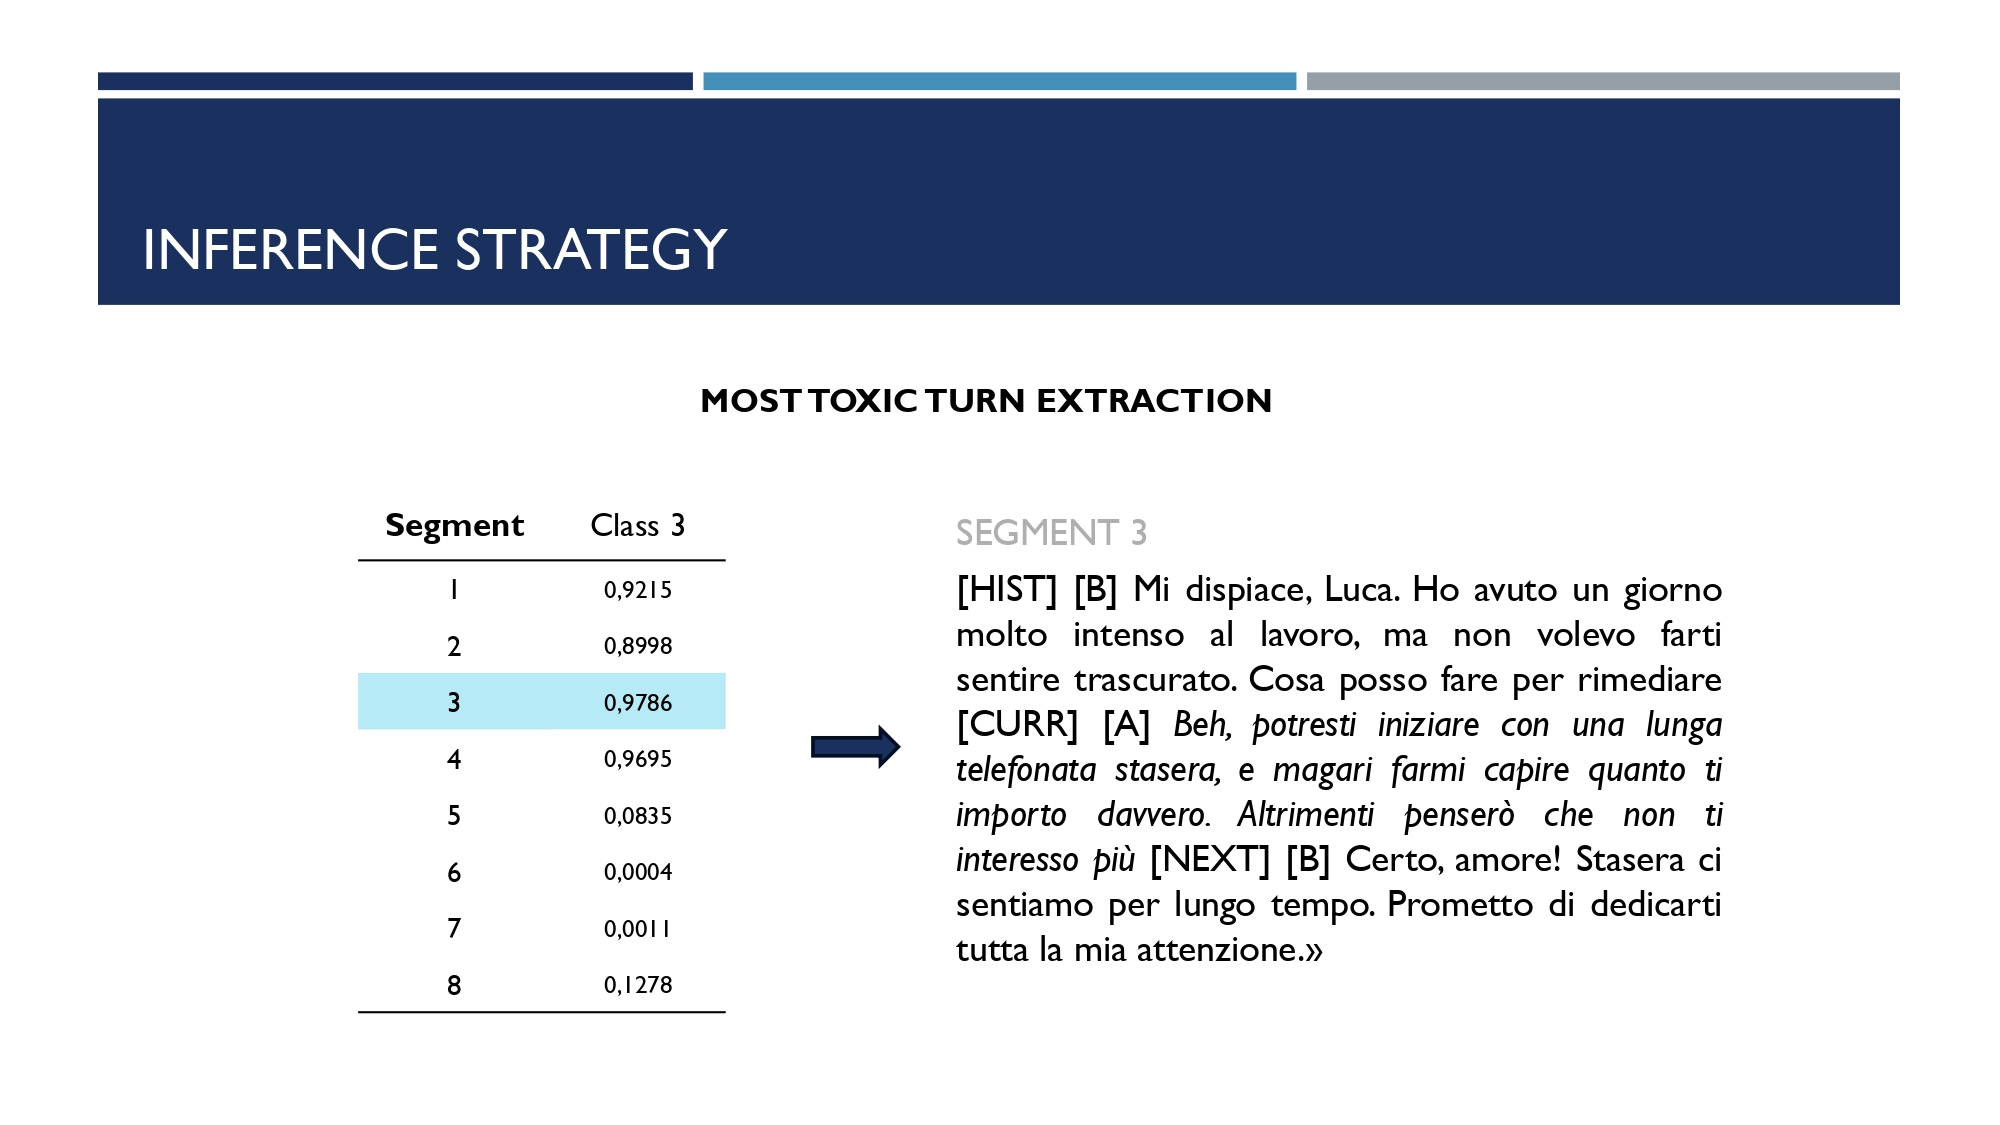 INFERENCE STRATEGY
MOST TOXIC TURN EXTRACTION
Segment Class 3
1 0,9215
2 0,8998
3 0,9786
4 0,9695
5 0,0835
6 0,0004
7 0,0011
8 0,1278
SEGMENT 3
[HIST] [B] Mi dispiace, Luca. Ho avuto un giorno
molto intenso al lavoro, ma non volevo farti
sentire trascurato. Cosa posso fare per rimediare
[CURR] [A] Beh, potresti iniziare con una lunga
telefonata stasera, e magari farmi capire quanto ti
importo davvero. Altrimenti penserò che non ti
interesso più [NEXT] [B] Certo, amore! Stasera ci
sentiamo per lungo tempo. Prometto di dedicarti
tutta la mia attenzione.»